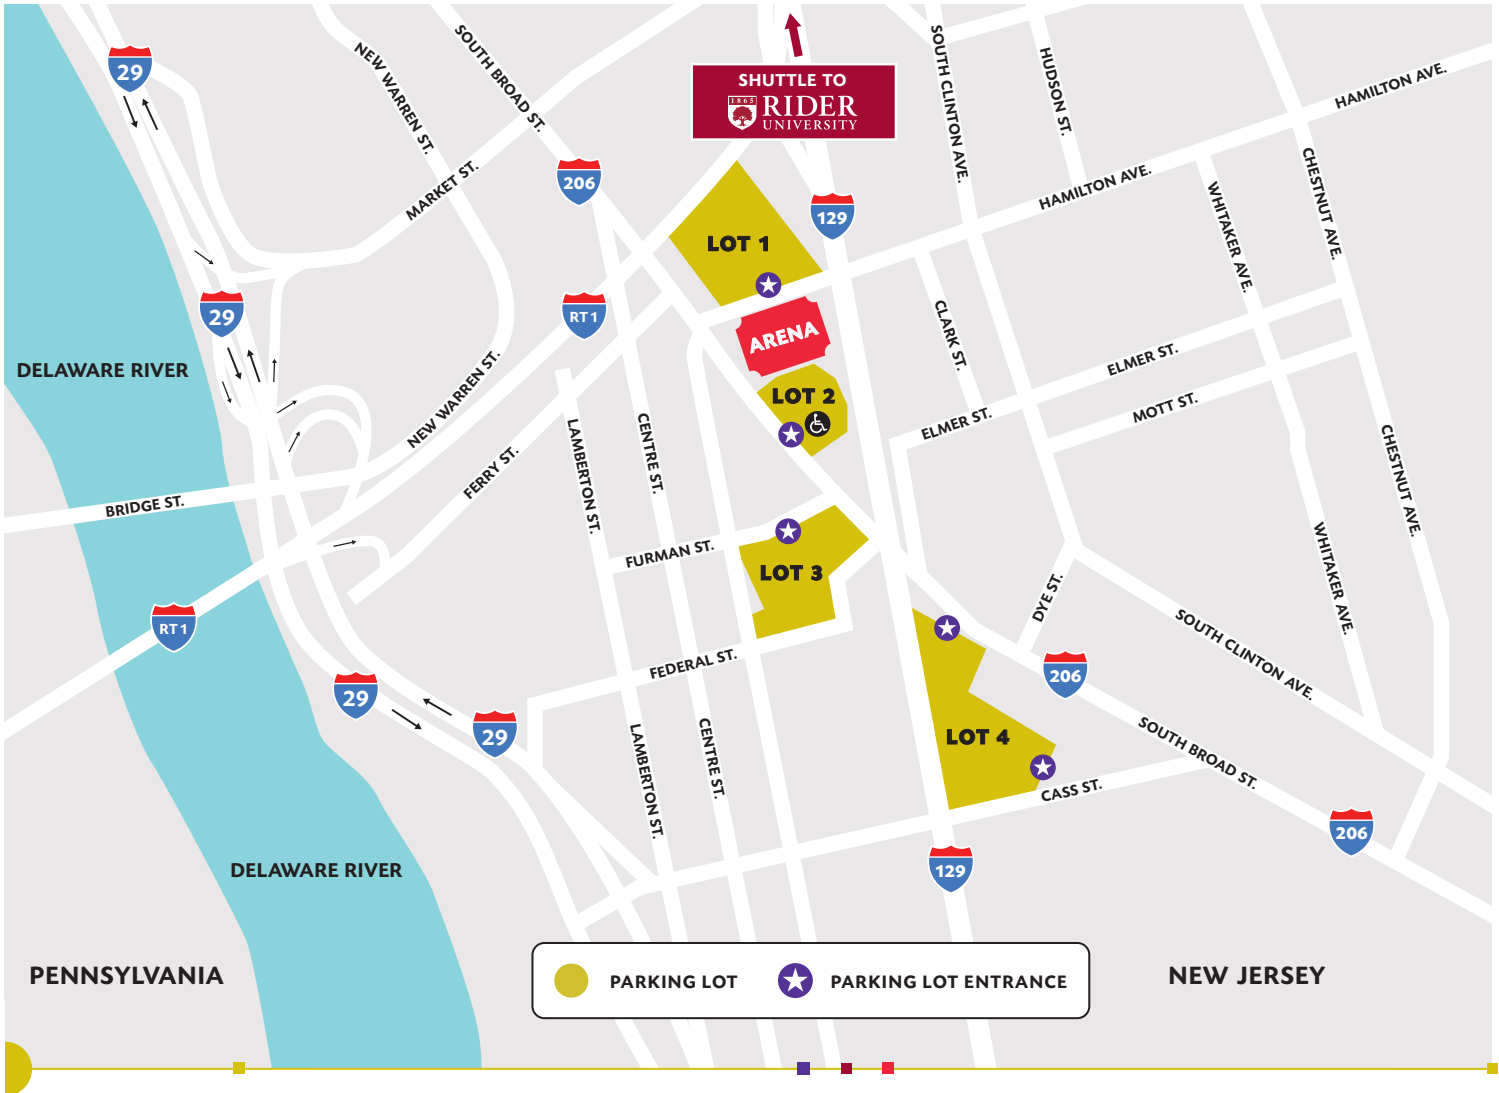 29
NEW WARREN ST.
SOUTH BROAD ST.
SHUTTLE TO
1865
RIDER
UNIVERSITY
SOUTH CLINTON AVE.
HUDSON ST.
HAMILTON AVE.
MARKET ST.
206
129
HAMILTON AVE.
WHITAKER AVE.
CHESTNUT AVE.
LOT 1
29
RT 1
ARENA
CLARK ST.
DELAWARE RIVER
NEW WARREN ST.
LOT 2
ELMER ST.
ELMER ST.
MOTT ST.
LAMBERTON ST.
CENTRE ST.
CHESTNUT AVE.
FERRY ST.
BRIDGE ST.
FURMAN ST.
LOT 3
WHITAKER AVE.
DYE ST.
RT 1
FEDERAL ST.
SOUTH CLINTON AVE.
206
29
29
LOT 4
SOUTH BROAD ST.
LAMBERTON ST.
CENTRE ST.
CASS ST.
206
DELAWARE RIVER
129
PENNSYLVANIA
PARKING LOT
PARKING LOT ENTRANCE
NEW JERSEY